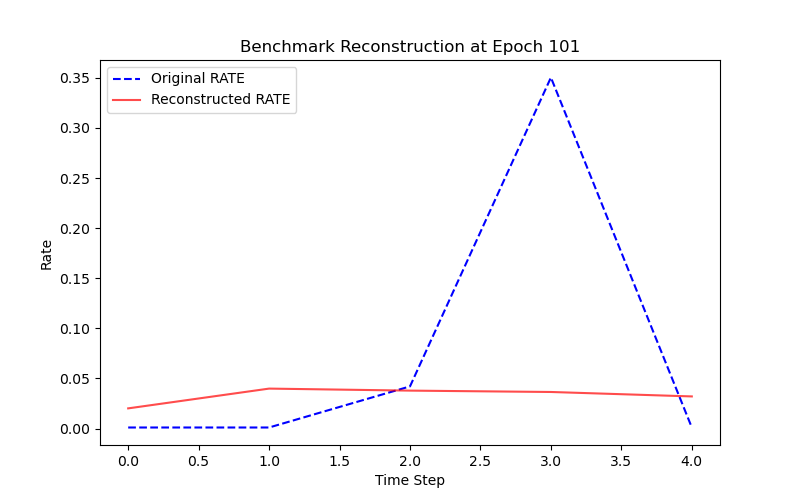 Benchmark Reconstruction at Epoch 101
Original RATE
Reconstructed RATE
0.35
0.30
0.25
0.20
0.15
0.10
0.05
0.00
Rate
0.0 0.5 1.0 1.5 2.0 2.5 3.0 3.5 4.0
Time Step